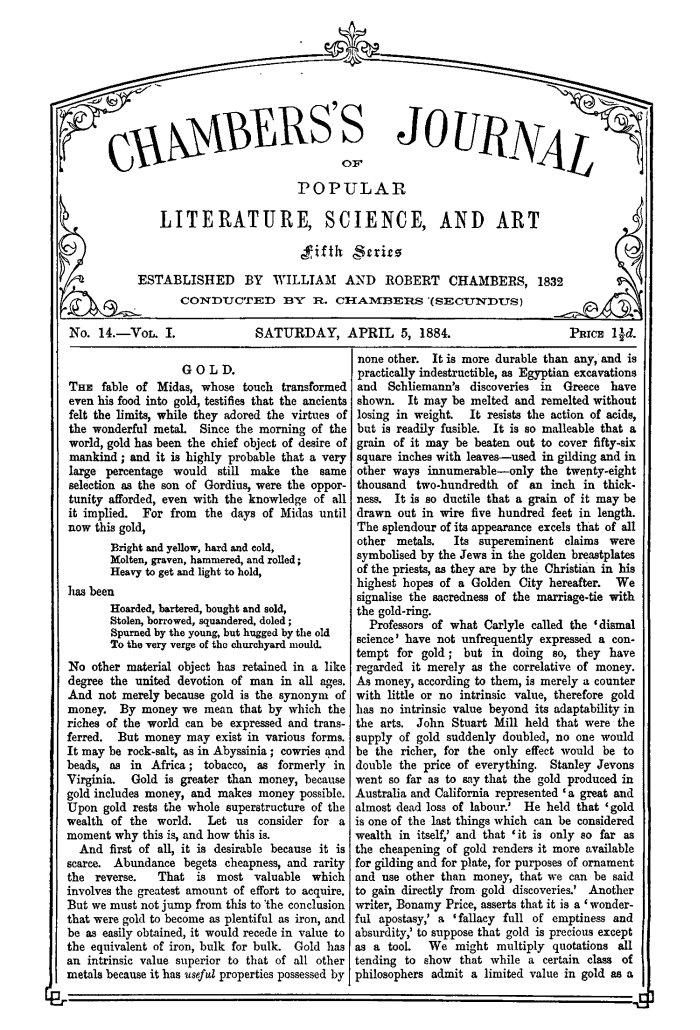 CHAMBERS'S JOURNAL
OF
POPULAR
LITERATURE, SCIENCE, AND ART
Fifth Series
ESTABLISHED BY WILLIAM AND ROBERT CHAMBERS, 1832
CONDUCTED BY R. CHAMBERS (SECUNDUS)
No. 14.—Vol. I.
SATURDAY, APRIL 5, 1884.
Price 1½d.
GOLD.
The fable of Midas, whose touch transformed
even his food into gold, testifies that the ancients
felt the limits, while they adored the virtues of
the wonderful metal. Since the morning of the
world, gold has been the chief object of desire of
mankind; and it is highly probable that a very
large percentage would still make the same
selection as the son of Gordius, were the oppor-
tunity afforded, even with the knowledge of all
it implied. For from the days of Midas until
now this gold,
Bright and yellow, hard and cold,
Molten, graven, hammered, and rolled;
Heavy to get and light to hold,
has been
Hoarded, bartered, bought and sold,
Stolen, borrowed, squandered, doled;
Spurned by the young, but hugged by the old
To the very verge of the churchyard mould.
No other material object has retained in a like
degree the united devotion of man in all ages.
And not merely because gold is the synonym of
money. By money we mean that by which the
riches of the world can be expressed and trans-
ferred. But money may exist in various forms.
It may be rock-salt, as in Abyssinia; cowries and
beads, as in Africa; tobacco, as formerly in
Virginia. Gold is greater than money, because
gold includes money, and makes money possible.
Upon gold rests the whole superstructure of the
wealth of the world. Let us consider for a
moment why this is, and how this is.
And first of all, it is desirable because it is
scarce. Abundance begets cheapness, and rarity
the reverse. That is most valuable which
involves the greatest amount of effort to acquire.
But we must not jump from this to the conclusion
that were gold to become as plentiful as iron, and
be as easily obtained, it would recede in value to
the equivalent of iron, bulk for bulk. Gold has
an intrinsic value superior to that of all other
metals because it has useful properties possessed by
none other. It is more durable than any, and is
practically indestructible, as Egyptian excavations
and Schliemann's discoveries in Greece have
shown. It may be melted and remelted without
losing in weight. It resists the action of acids,
but is readily fusible. It is so malleable that a
grain of it may be beaten out to cover fifty-six
square inches with leaves—used in gilding and in
other ways innumerable—only the twenty-eight
thousand two-hundredth of an inch in thick-
ness. It is so ductile that a grain of it may be
drawn out in wire five hundred feet in length.
The splendour of its appearance excels that of all
other metals. Its supereminent claims were
symbolised by the Jews in the golden breastplates
of the priests, as they are by the Christian in his
highest hopes of a Golden City hereafter. We
signalise the sacredness of the marriage-tie with
the gold-ring.
Professors of what Carlyle called the 'dismal
science' have not unfrequently expressed a con-
tempt for gold; but in doing so, they have
regarded it merely as the correlative of money.
As money, according to them, is merely a counter
with little or no intrinsic value, therefore gold
has no intrinsic value beyond its adaptability in
the arts. John Stuart Mill held that were the
supply of gold suddenly doubled, no one would
be the richer, for the only effect would be to
double the price of everything. Stanley Jevons
went so far as to say that the gold produced in
Australia and California represented 'a great and
almost dead loss of labour.' He held that 'gold
is one of the last things which can be considered
wealth in itself,' and that 'it is only so far as
the cheapening of gold renders it more available
for gilding and for plate, for purposes of ornament
and use other than money, that we can be said
to gain directly from gold discoveries.' Another
writer, Bonamy Price, asserts that it is a 'wonder-
ful apostasy,' a 'fallacy full of emptiness and
absurdity,' to suppose that gold is precious except
as a tool. We might multiply quotations all
tending to show that while a certain class of
philosophers admit a limited value in gold as a